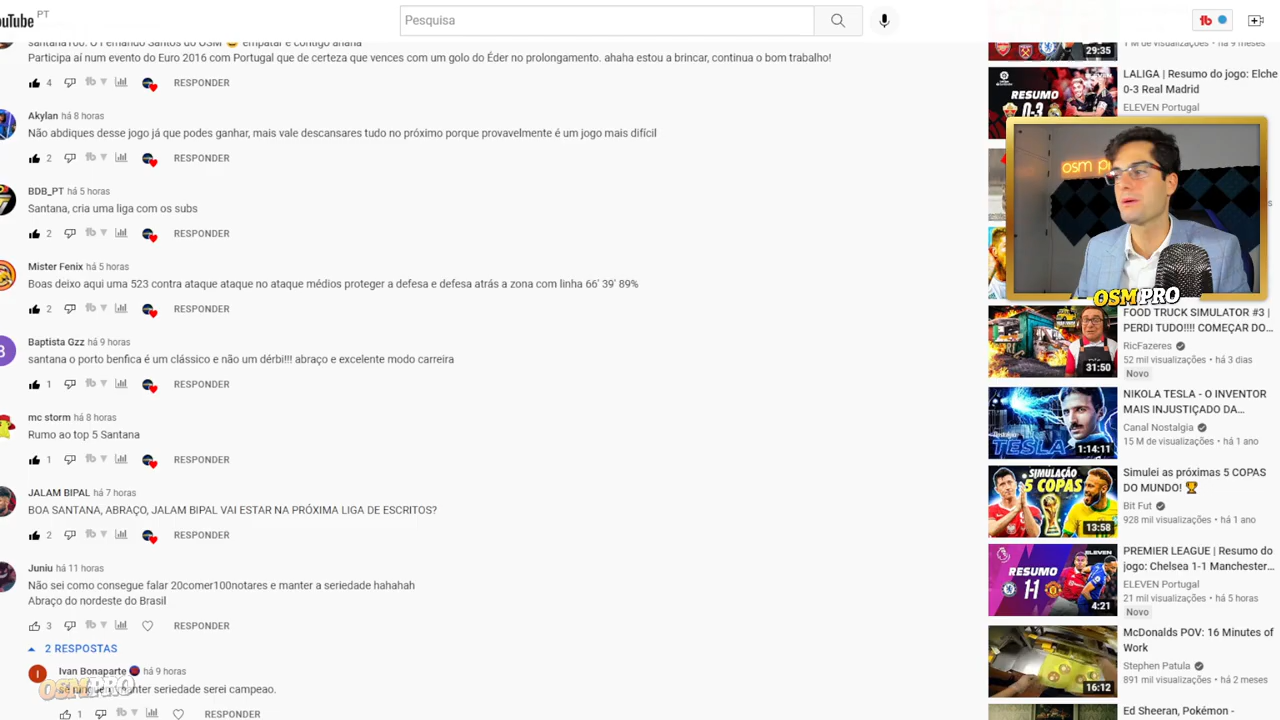 YouTube PT
Pesquisa
santana100. O Fernando Santos do OSM 😅 empatar é contigo ahaha
Participa aí num evento do Euro 2016 com Portugal que de certeza que vences com um golo do Éder no prolongamento. ahaha estou a brincar, continua o bom trabalho!
4 RESPONDER
Akylan há 8 horas
Não abdiques desse jogo já que podes ganhar, mais vale descansares tudo no próximo porque provavelmente é um jogo mais difícil
2 RESPONDER
BDB_PT há 5 horas
Santana, cria uma liga com os subs
2 RESPONDER
Mister Fenix há 5 horas
Boas deixo aqui uma 523 contra ataque ataque no ataque médios proteger a defesa e defesa atrás a zona com linha 66' 39' 89%
2 RESPONDER
B
Baptista Gzz há 9 horas
santana o porto benfica é um clássico e não um dérbi!!! abraço e excelente modo carreira
1 RESPONDER
mc storm há 8 horas
Rumo ao top 5 Santana
1 RESPONDER
JALAM BIPAL há 7 horas
BOA SANTANA, ABRAÇO, JALAM BIPAL VAI ESTAR NA PRÓXIMA LIGA DE ESCRITOS?
2 RESPONDER
Juniu há 11 horas
Não sei como consegue falar 20comer100notares e manter a seriedade hahahah
Abraço do nordeste do Brasil
3 RESPONDER
2 RESPOSTAS
I
Ivan Bonaparte há 9 horas
manter seriedade serei campeao.
OSMPRO
1 RESPONDER
29:35
1 M de visualizações • há 9 meses
RESUMO
0-3
LALIGA | Resumo do jogo: Elche
0-3 Real Madrid
ELEVEN Portugal
osm pr
OSMPRO
31:50
FOOD TRUCK SIMULATOR #3 |
PERDI TUDO!!!! COMEÇAR DO...
RicFazeres
52 mil visualizações • há 3 dias
Novo
TESLA
1:14:11
NIKOLA TESLA - O INVENTOR
MAIS INJUSTIÇADO DA...
Canal Nostalgia
15 M de visualizações • há 1 ano
SIMULAÇÃO
5 COPAS
13:58
Simulei as próximas 5 COPAS
DO MUNDO! 🏆
Bit Fut
928 mil visualizações • há 1 ano
ELEVEN
RESUMO
1-1
4:21
PREMIER LEAGUE | Resumo do
jogo: Chelsea 1-1 Manchester...
ELEVEN Portugal
21 mil visualizações • há 5 horas
Novo
16:12
McDonalds POV: 16 Minutes of
Work
Stephen Patula
891 mil visualizações • há 2 meses
Ed Sheeran, Pokémon -